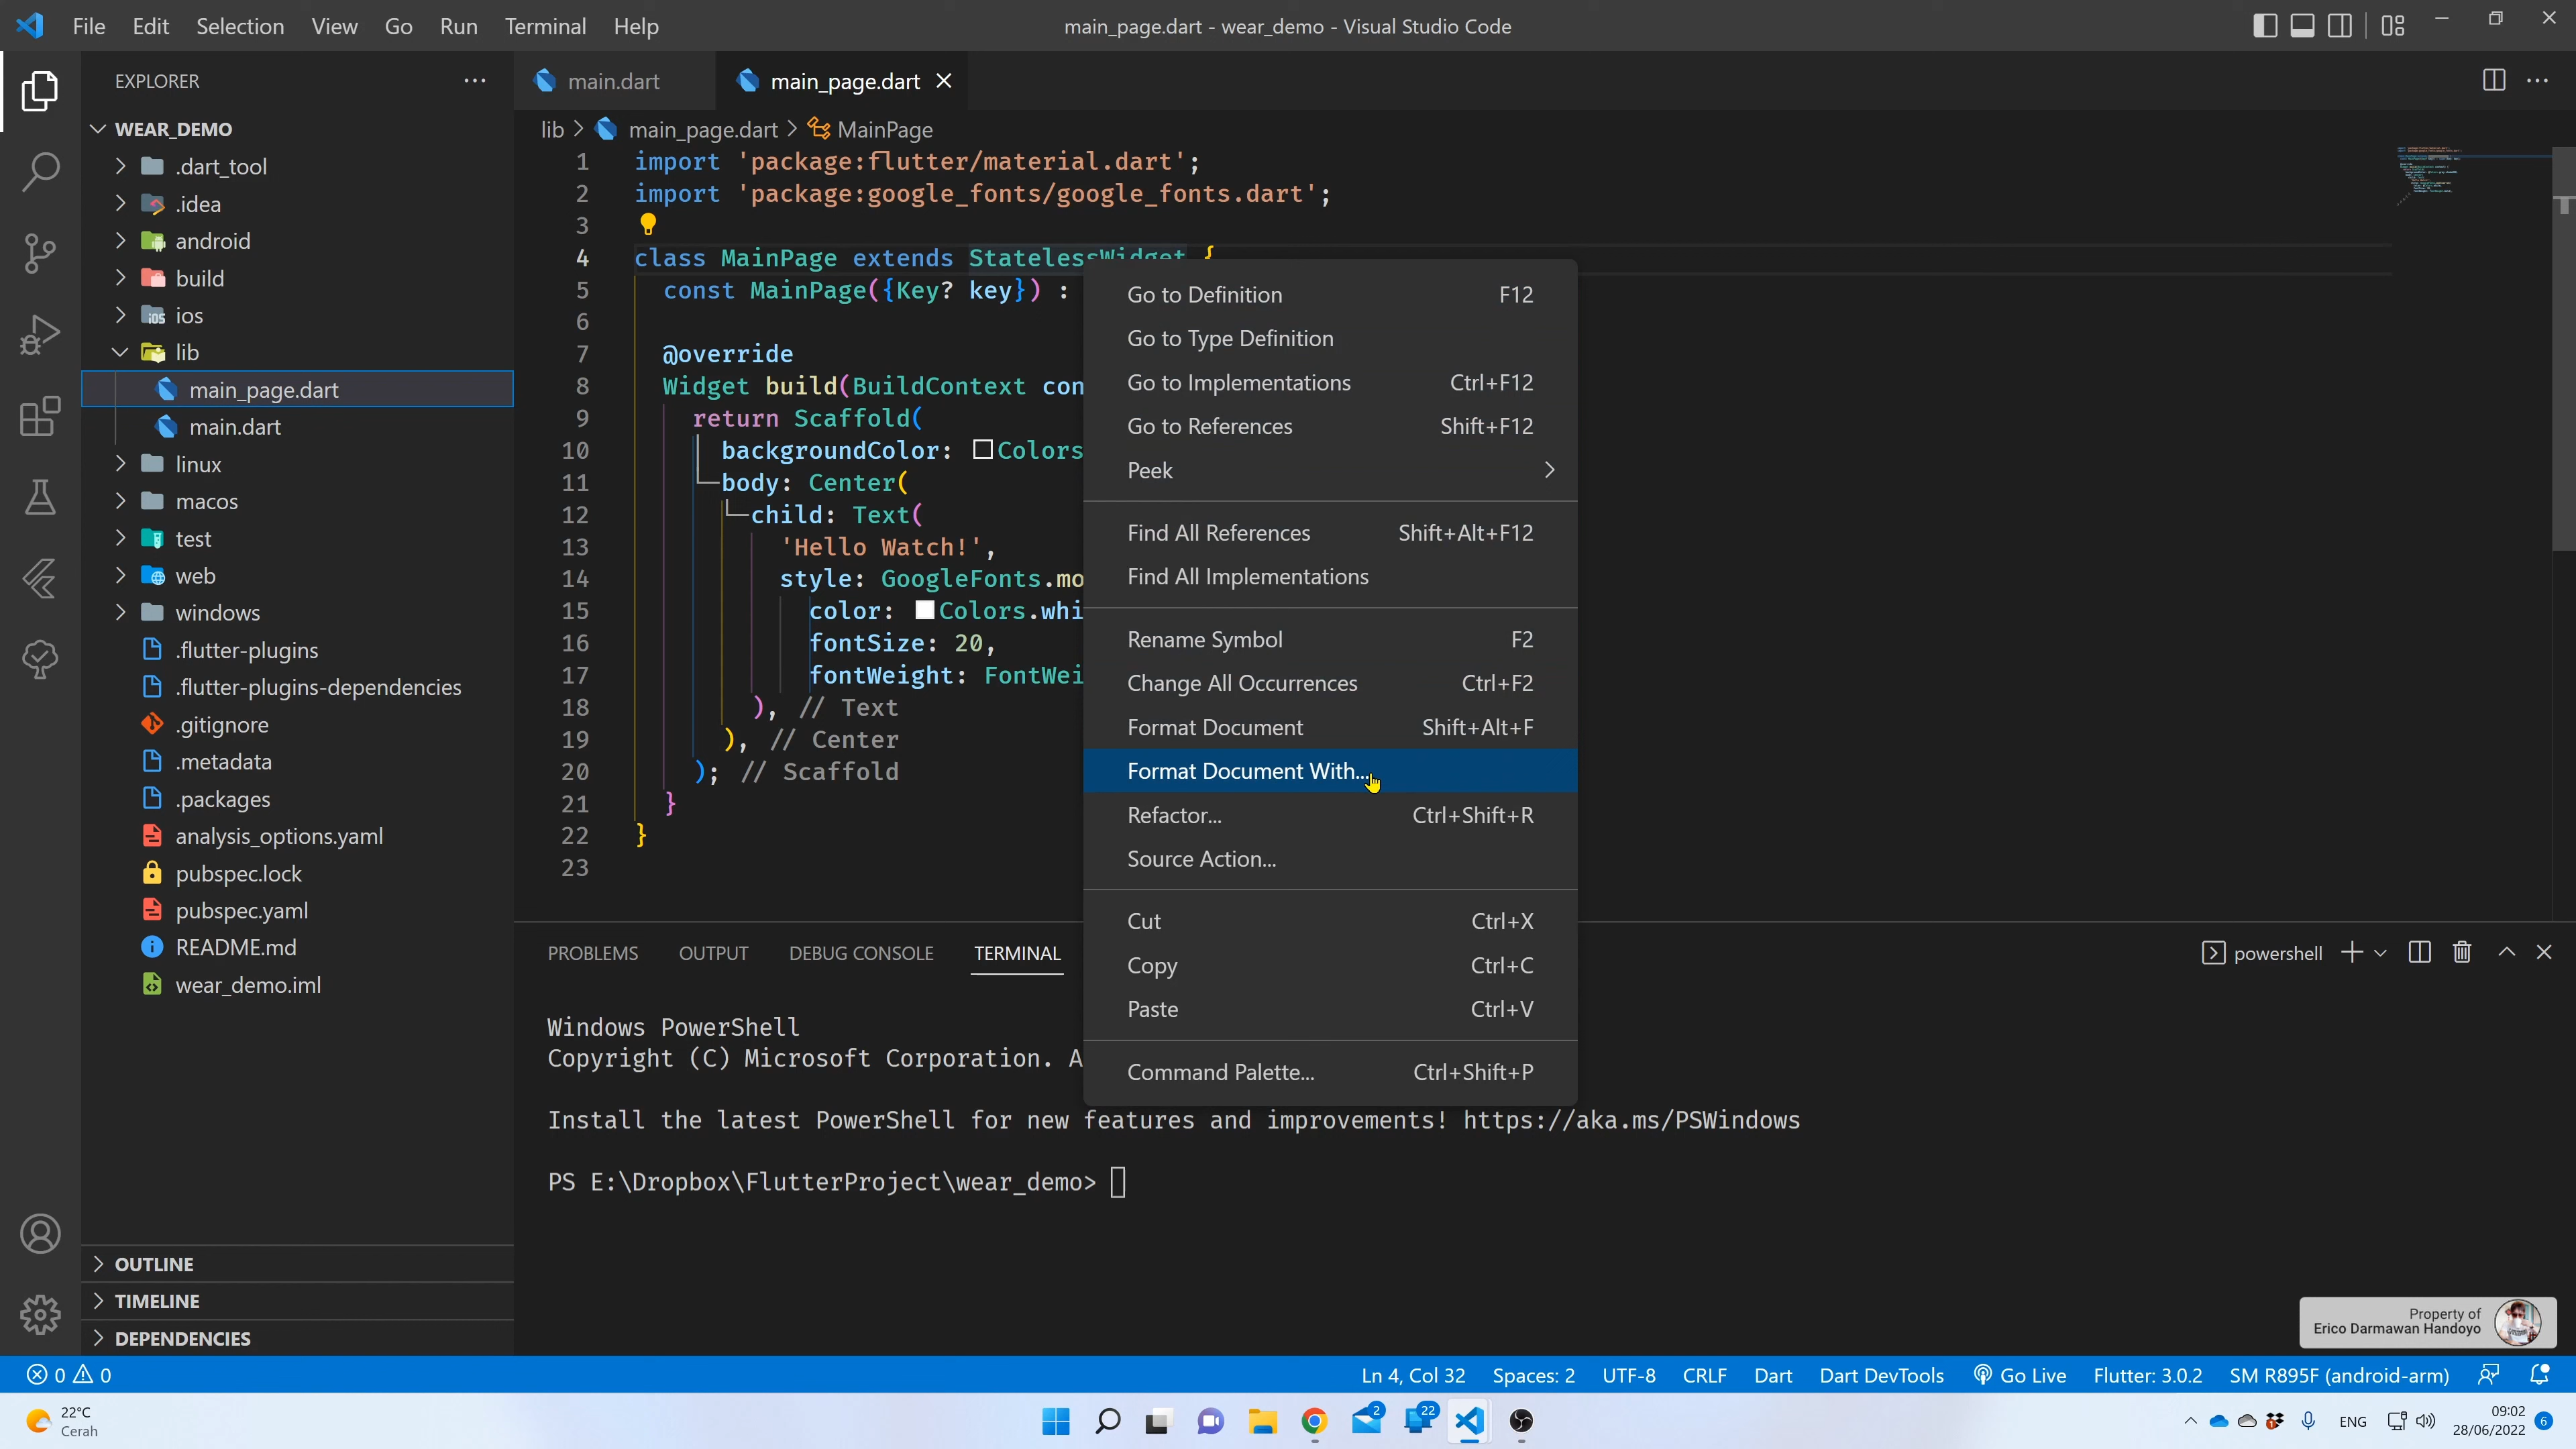 File Edit Selection View Go Run Terminal Help
main_page.dart - wear_demo - Visual Studio Code
EXPLORER
WEAR_DEMO
.dart_tool
.idea
android
build
ios
lib
main_page.dart
main.dart
linux
macos
test
web
windows
.flutter-plugins
.flutter-plugins-dependencies
.gitignore
.metadata
.packages
analysis_options.yaml
pubspec.lock
pubspec.yaml
README.md
wear_demo.iml
OUTLINE
TIMELINE
DEPENDENCIES
main.dart main_page.dart
lib > main_page.dart > MainPage
1 import 'package:flutter/material.dart';
2 import 'package:google_fonts/google_fonts.dart';
3
4 class MainPage extends StatelessWidget {
5 const MainPage({Key? key}) :
6
7 @override
8 Widget build(BuildContext con
9 return Scaffold(
10 backgroundColor: Colors
11 body: Center(
12 child: Text(
13 'Hello Watch!',
14 style: GoogleFonts.mo
15 color: Colors.whi
16 fontSize: 20,
17 fontWeight: FontWei
18 ), // Text
19 ), // Center
20 ); // Scaffold
21 }
22 }
23
Go to Definition F12
Go to Type Definition
Go to Implementations Ctrl+F12
Go to References Shift+F12
Peek
Find All References Shift+Alt+F12
Find All Implementations
Rename Symbol F2
Change All Occurrences Ctrl+F2
Format Document Shift+Alt+F
Format Document With...
Refactor... Ctrl+Shift+R
Source Action...
Cut Ctrl+X
Copy Ctrl+C
Paste Ctrl+V
Command Palette... Ctrl+Shift+P
PROBLEMS OUTPUT DEBUG CONSOLE TERMINAL
powershell
Windows PowerShell
Copyright (C) Microsoft Corporation. A
Install the latest PowerShell for new features and improvements! https://aka.ms/PSWindows
PS E:\Dropbox\FlutterProject\wear_demo>
Property of
Erico Darmawan Handoyo
0 0
Ln 4, Col 32 Spaces: 2 UTF-8 CRLF Dart Dart DevTools Go Live Flutter: 3.0.2 SM R895F (android-arm)
22°C
Cerah
2
22
ENG
09:02
28/06/2022
6